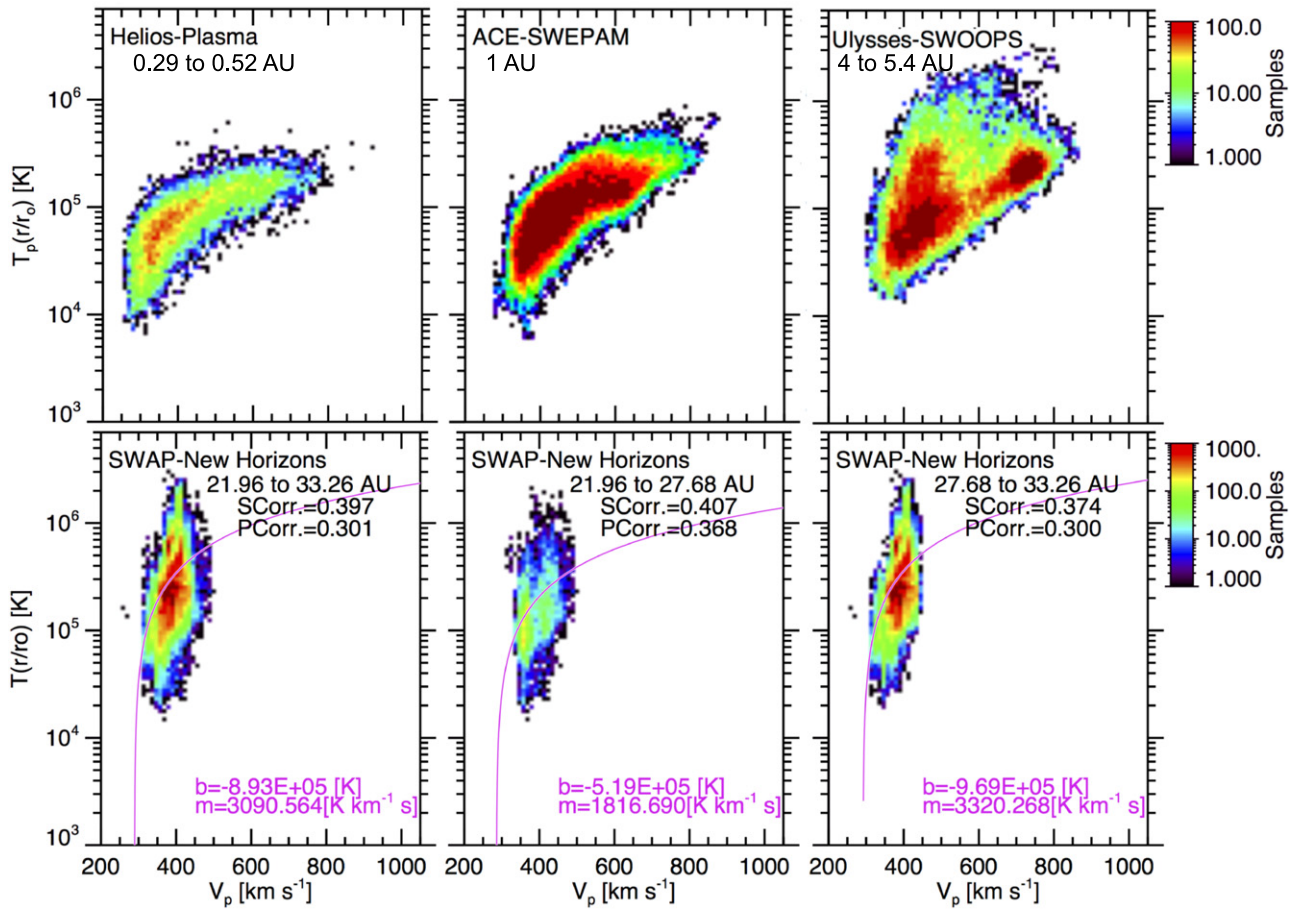 Helios-Plasma
0.29 to 0.52 AU
ACE-SWEPAM
1 AU
Ulysses-SWOOPS
4 to 5.4 AU
100.0
10.00
1.000
Samples
10⁶
10⁵
10⁴
10³
Tₚ(r/rₒ) [K]
SWAP-New Horizons
21.96 to 33.26 AU
SCorr.=0.397
PCorr.=0.301
b=-8.93E+05 [K]
m=3090.564[K km⁻¹ s]
SWAP-New Horizons
21.96 to 27.68 AU
SCorr.=0.407
PCorr.=0.368
b=-5.19E+05 [K]
m=1816.690[K km⁻¹ s]
SWAP-New Horizons
27.68 to 33.26 AU
SCorr.=0.374
PCorr.=0.300
b=-9.69E+05 [K]
m=3320.268[K km⁻¹ s]
1000.
100.0
10.00
1.000
Samples
10⁶
10⁵
10⁴
10³
T(r/ro) [K]
200 400 600 800 1000
200 400 600 800 1000
200 400 600 800 1000
Vₚ [km s⁻¹]
Vₚ [km s⁻¹]
Vₚ [km s⁻¹]